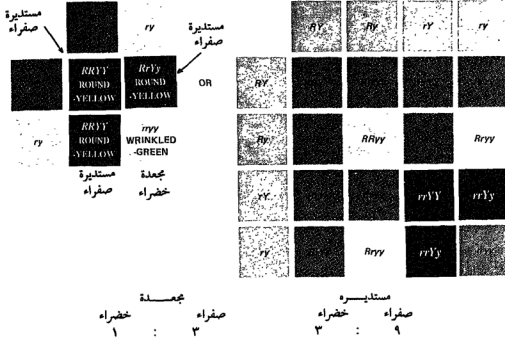 مستديرة
صفراء
ry
مستديرة
صفراء
RRYY
ROUND
-YELLOW
RrYy
ROUND
-YELLOW
ry
RRYY
ROUND
-YELLOW
rryy
WRINKLED
-GREEN
مستديرة
صفراء
مجعدة
خضراء
OR
RY Ry rY ry
RY
Ry RRyy Rryy
rY rrYY rrYy
ry Rryy rrYy
مستديــــره
صفراء خضراء
٩ : ٣
مجعــــدة
صفراء خضراء
٣ : ١